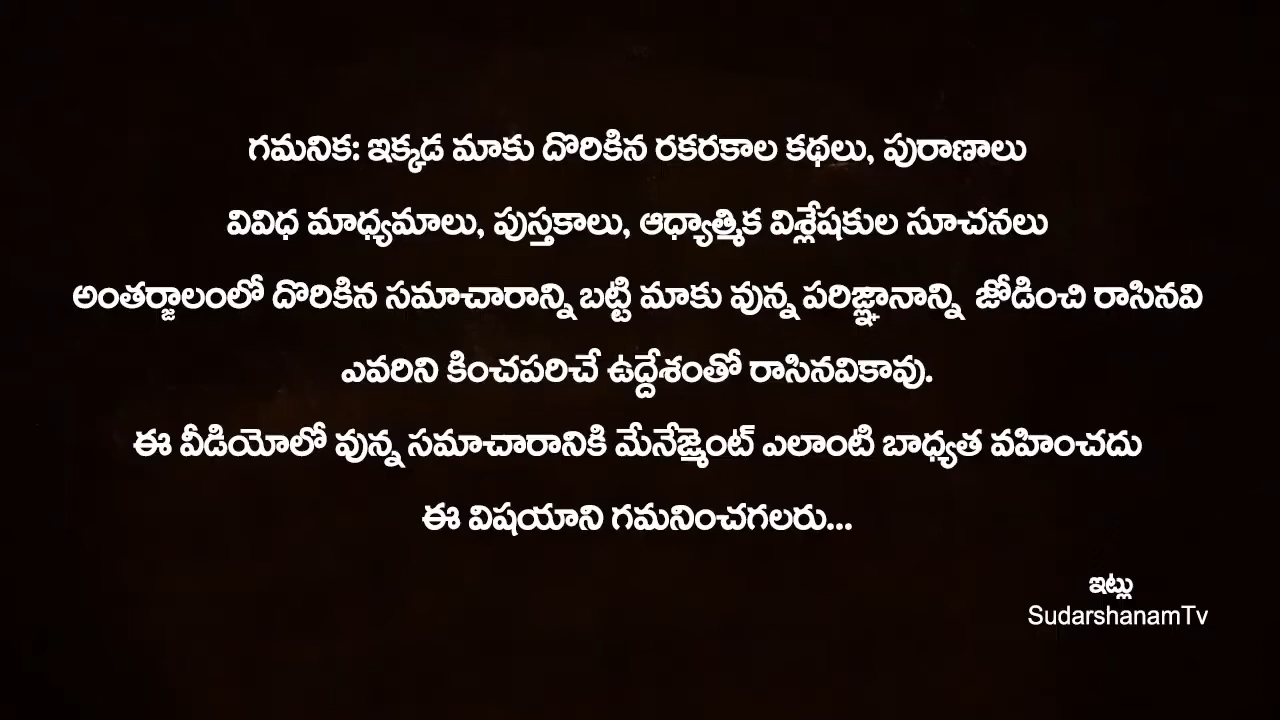 గమనిక: ఇక్కడ మాకు దొరికిన రకరకాల కథలు, పురాణాలు
వివిధ మాధ్యమాలు, పుస్తకాలు, ఆధ్యాత్మిక విశ్లేషకుల సూచనలు
అంతర్జాలంలో దొరికిన సమాచారాన్ని బట్టి మాకు వున్న పరిజ్ఞానాన్ని జోడించి రాసినవి
ఎవరిని కించపరిచే ఉద్దేశంతో రాసినవికావు.
ఈ వీడియోలో వున్న సమాచారానికి మేనేజ్మెంట్ ఎలాంటి బాధ్యత వహించదు
ఈ విషయాని గమనించగలరు...
ఇట్లు
SudarshanamTv